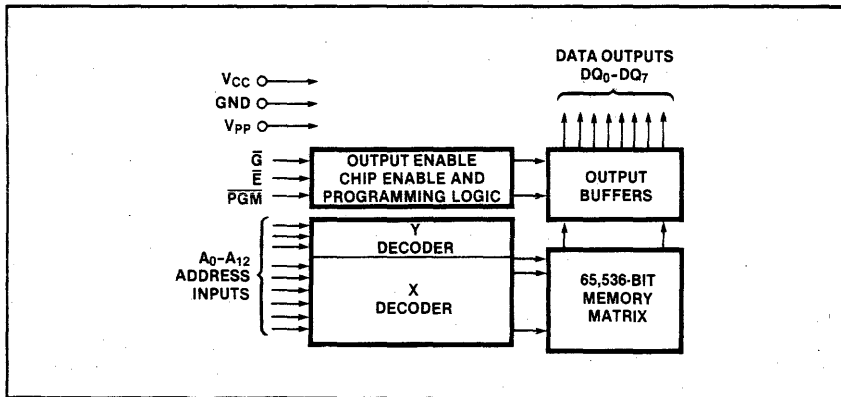 DATA OUTPUTS
DQ0-DQ7
VCC
GND
VPP
G̅
E̅
P̅G̅M̅
OUTPUT ENABLE
CHIP ENABLE AND
PROGRAMMING LOGIC
OUTPUT
BUFFERS
A0-A12
ADDRESS
INPUTS
Y
DECODER
X
DECODER
65,536-BIT
MEMORY
MATRIX